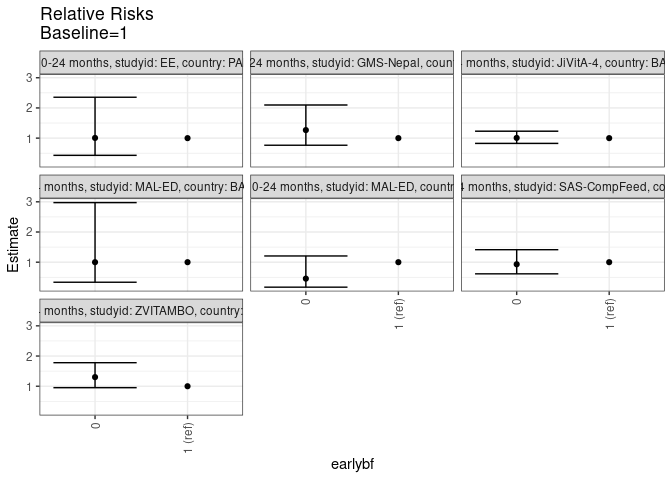 Relative Risks
Baseline=1
0-24 months, studyid: EE, country: PA
24 months, studyid: GMS-Nepal, coun
months, studyid: JiVitA-4, country: BA
3
2
1
months, studyid: MAL-ED, country: BA
0-24 months, studyid: MAL-ED, countr
months, studyid: SAS-CompFeed, co
3
2
1
months, studyid: ZVITAMBO, country:
3
2
1
0
1 (ref)
0
1 (ref)
0
1 (ref)
Estimate
earlybf